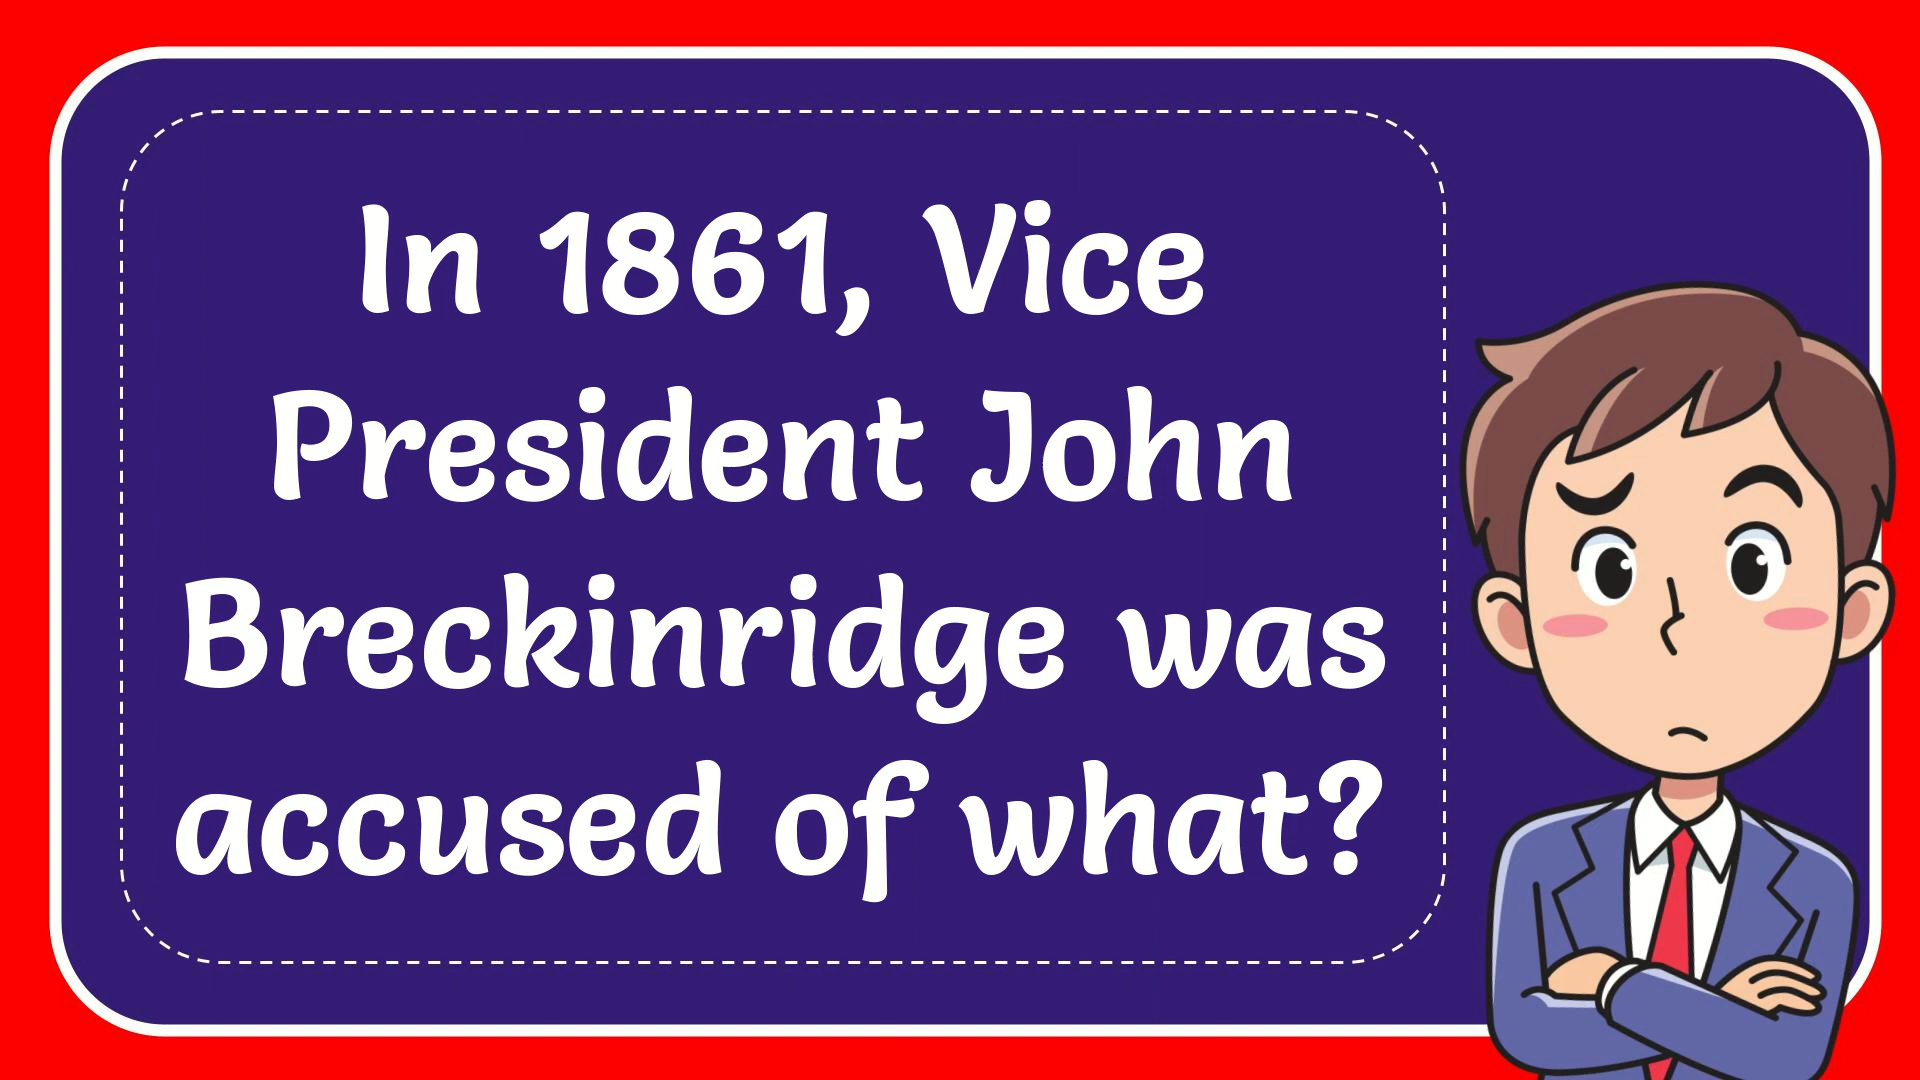 In 1861, Vice
President John
Breckinridge was
accused of what?